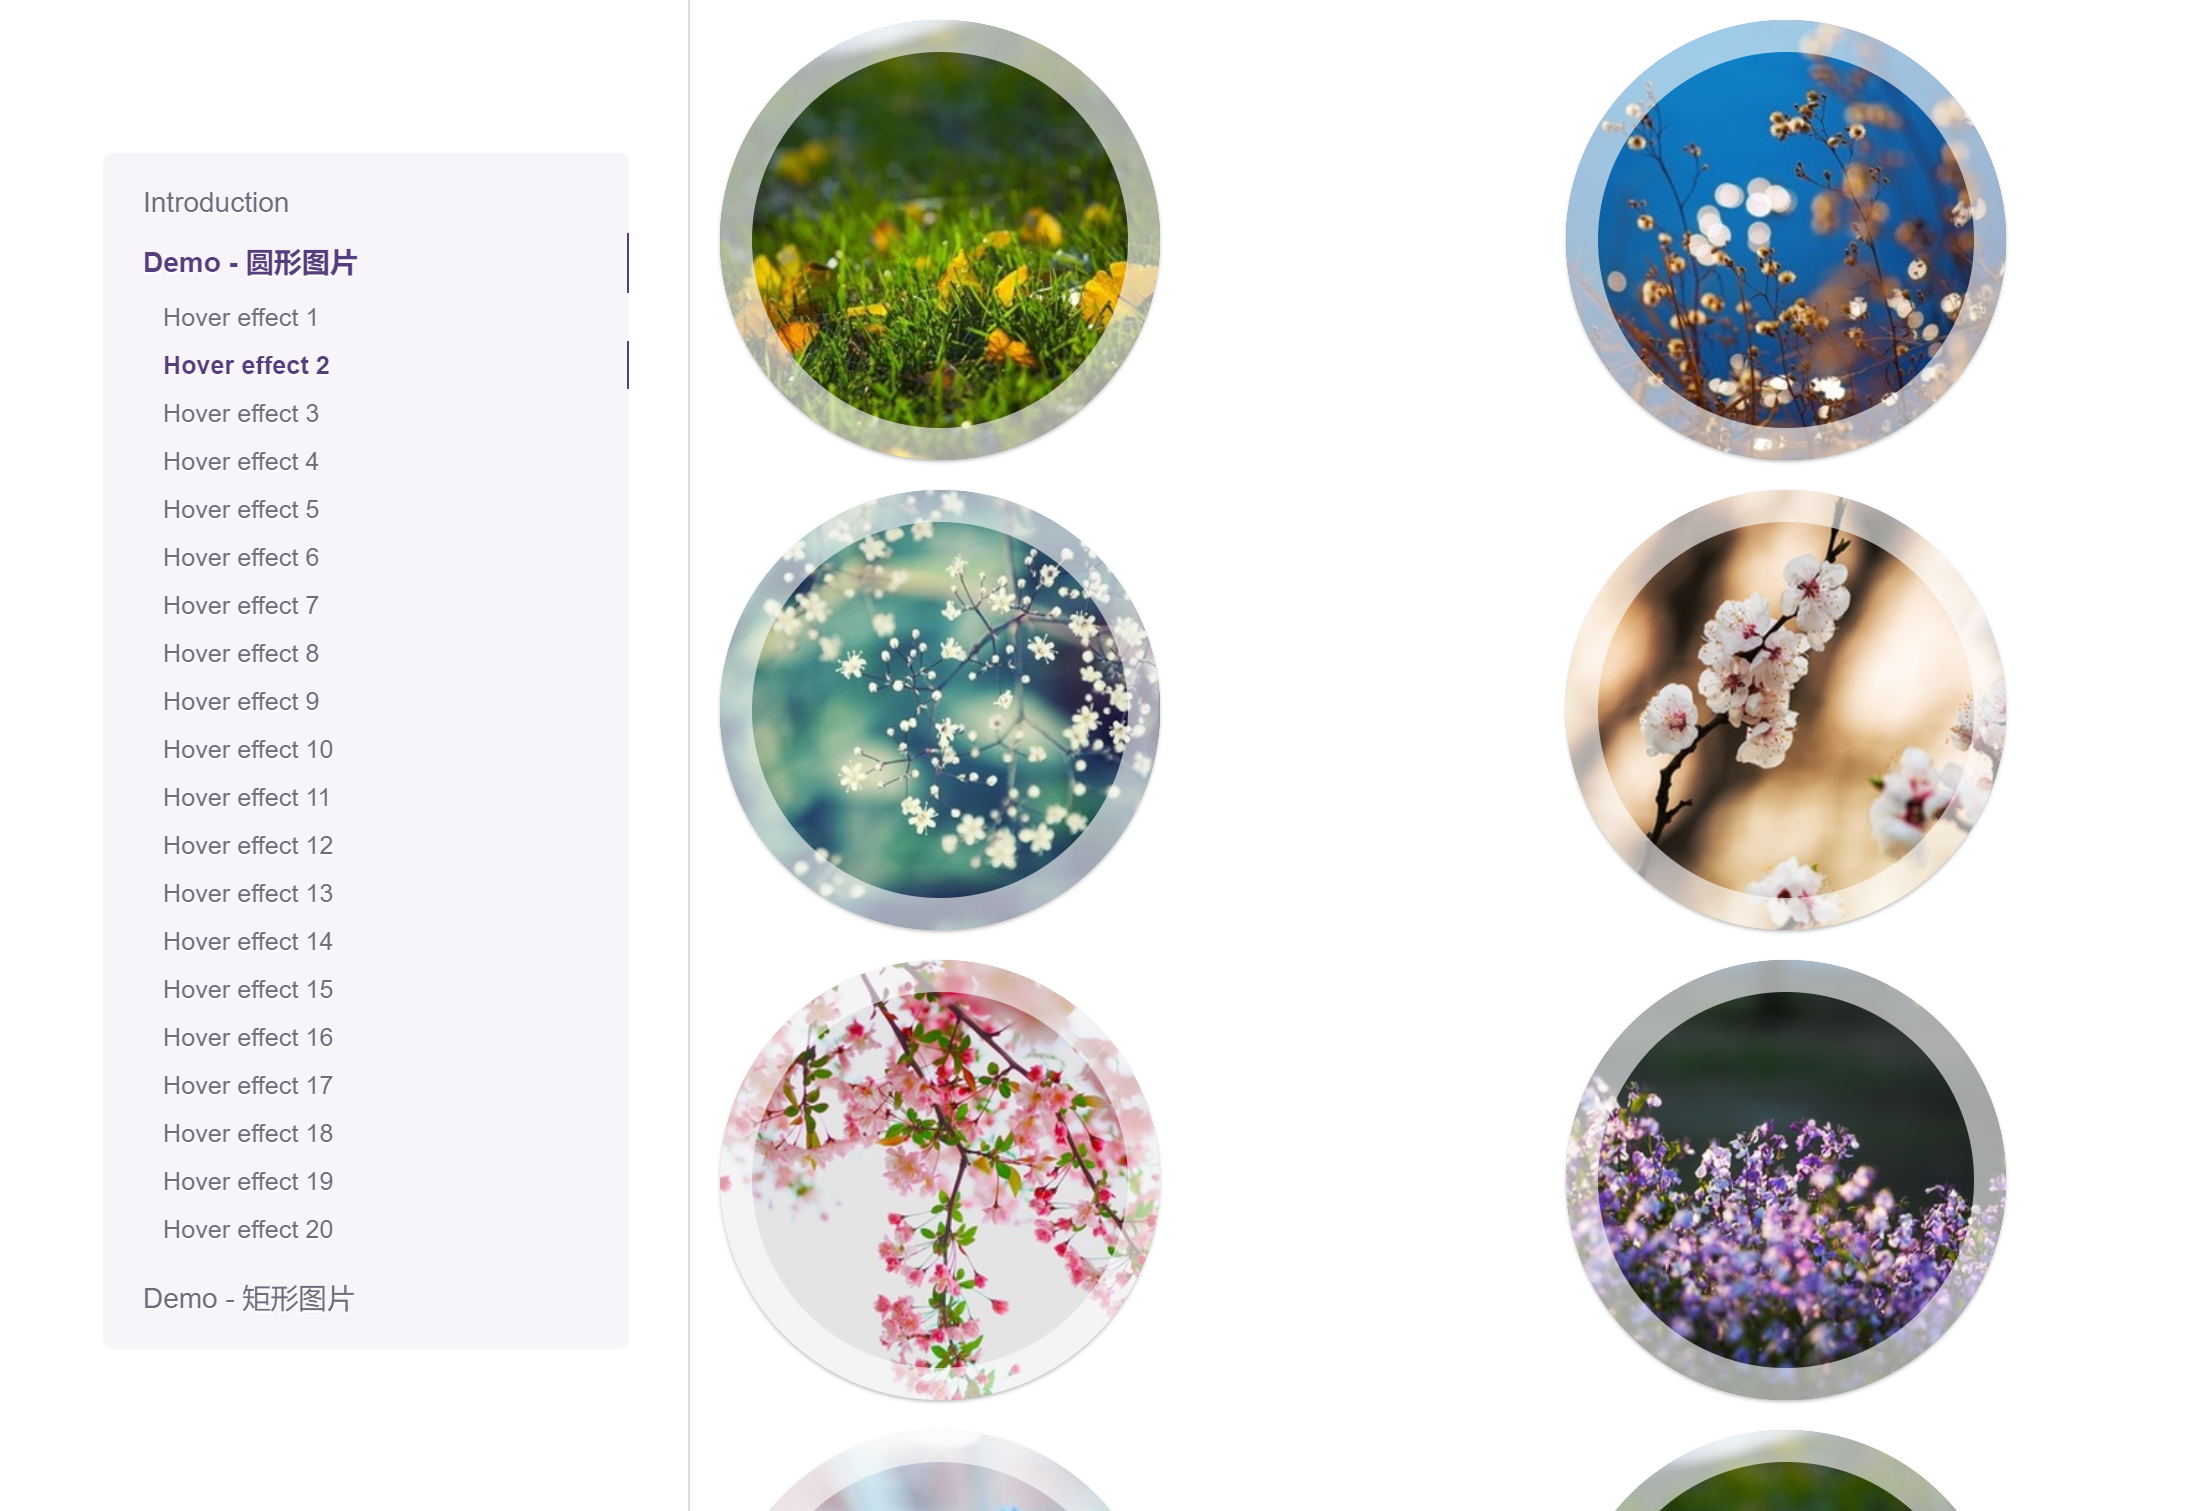 Introduction
Demo - 圆形图片
Hover effect 1
Hover effect 2
Hover effect 3
Hover effect 4
Hover effect 5
Hover effect 6
Hover effect 7
Hover effect 8
Hover effect 9
Hover effect 10
Hover effect 11
Hover effect 12
Hover effect 13
Hover effect 14
Hover effect 15
Hover effect 16
Hover effect 17
Hover effect 18
Hover effect 19
Hover effect 20
Demo - 矩形图片